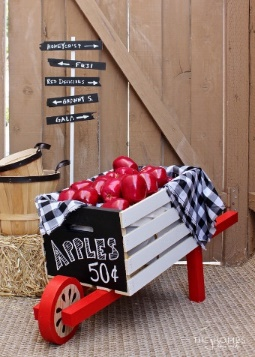 HONEYCRISP
FUJI
RED DELICIOUS
GRANNY S.
GALA
APPLES
50¢